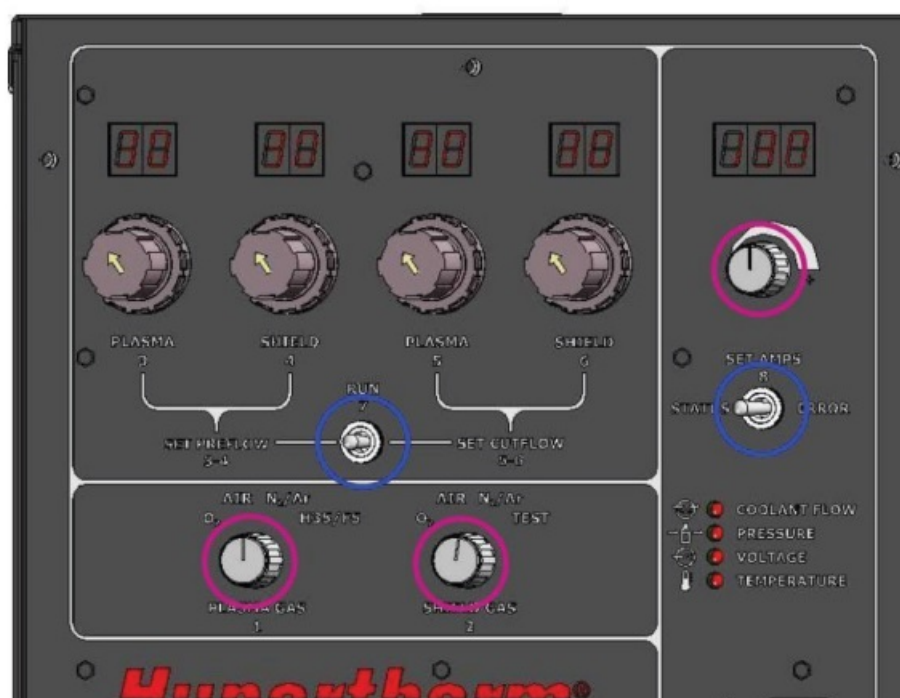 PLASMA
3
SHIELD
4
PLASMA
5
SHIELD
6
RUN
7
SET PREFLOW
3-4
SET CUTFLOW
5-6
SET AMPS
8
STATUS
ERROR
AIR N₂/Ar
O₂ H35/F5
PLASMA GAS
1
AIR N₂/Ar
O₂ TEST
SHIELD GAS
2
COOLANT FLOW
PRESSURE
VOLTAGE
TEMPERATURE
Hypertherm®